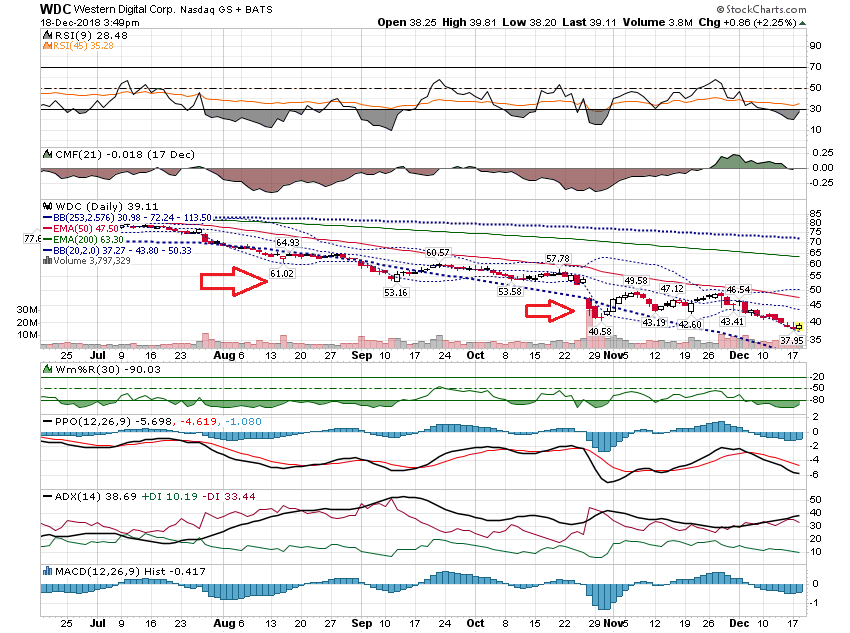 WDC Western Digital Corp. Nasdaq GS + BATS
© StockCharts.com
18-Dec-2018 3:49pm
Open 38.25 High 39.81 Low 38.20 Last 39.11 Volume 3.8M Chg +0.86 (+2.25%)
RSI(9) 28.48
RSI(45) 35.28
90
70
50
30
10
CMF(21) -0.018 (17 Dec)
0.25
0.00
-0.25
WDC (Daily) 39.11
BB(253,2.576) 30.98 - 72.24 - 113.50
EMA(50) 47.50
EMA(200) 63.30
BB(20,2.0) 37.27 - 43.80 - 50.33
Volume 3,797,329
85
80
75
70
65
60
55
50
45
40
35
64.93
60.57
57.78
61.02
53.16
53.58
49.58
47.12
46.54
40.58
43.19
42.60
43.41
37.95
30M
20M
10M
25 Jul 9 16 23 Aug 6 13 20 27 Sep 10 17 24 Oct 8 15 22 29 Nov 5 12 19 26 Dec 10 17
Wm%R(30) -90.03
-20
-50
-80
PPO(12,26,9) -5.698, -4.619, -1.080
2
0
-2
-4
-6
ADX(14) 38.69 +DI 10.19 -DI 33.44
50
40
30
20
10
MACD(12,26,9) Hist -0.417
0
-1
25 Jul 9 16 23 Aug 6 13 20 27 Sep 10 17 24 Oct 8 15 22 29 Nov 5 12 19 26 Dec 10 17